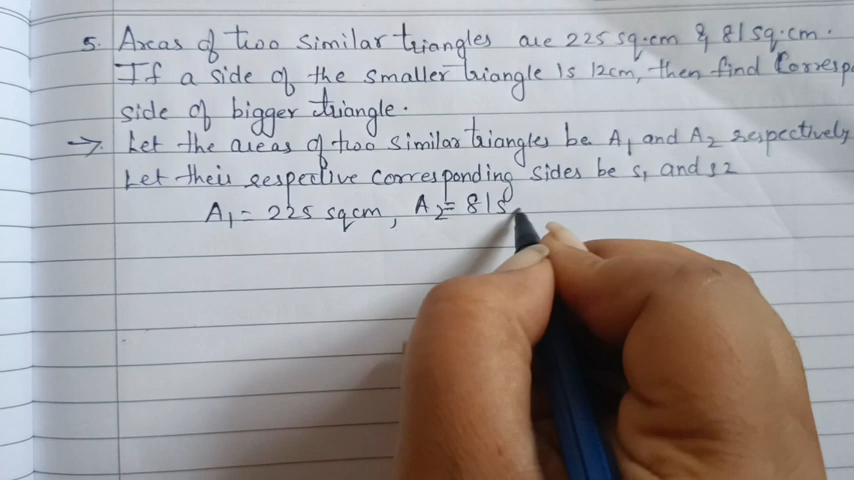 5. Areas of two similar triangles are 225 sq.cm & 81 sq.cm.
If a side of the smaller triangle is 12cm, then find Corresp
side of bigger triangle.
→ Let the areas of two similar triangles be A₁ and A₂ respectively
Let their respective corresponding sides be s₁ and s2
A₁ = 225 sqcm, A₂ = 81s